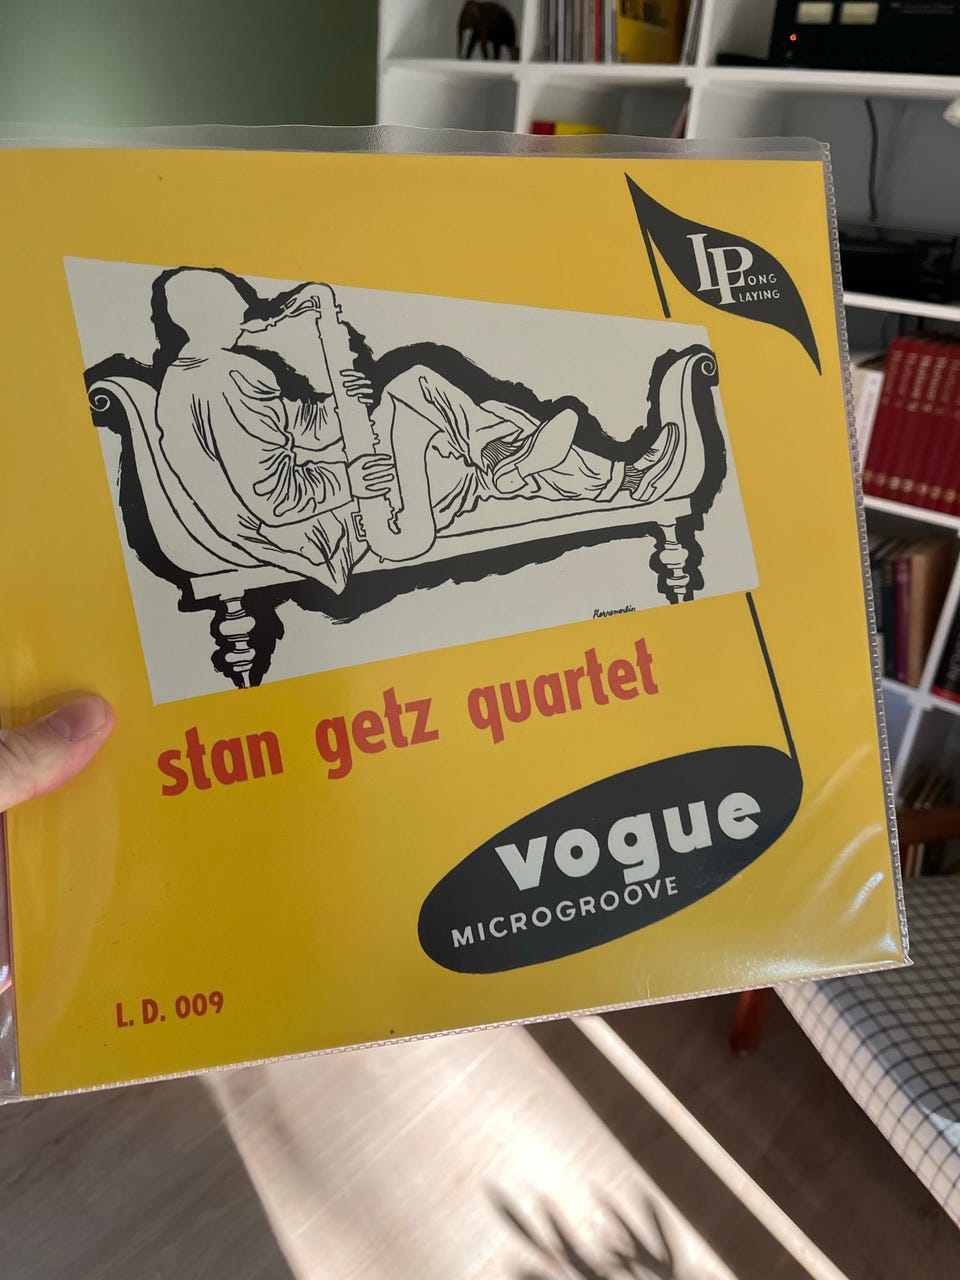 LP
LONG
PLAYING
stan getz quartet
vogue
MICROGROOVE
L. D. 009